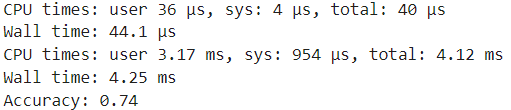 CPU times: user 36 µs, sys: 4 µs, total: 40 µs
Wall time: 44.1 µs
CPU times: user 3.17 ms, sys: 954 µs, total: 4.12 ms
Wall time: 4.25 ms
Accuracy: 0.74